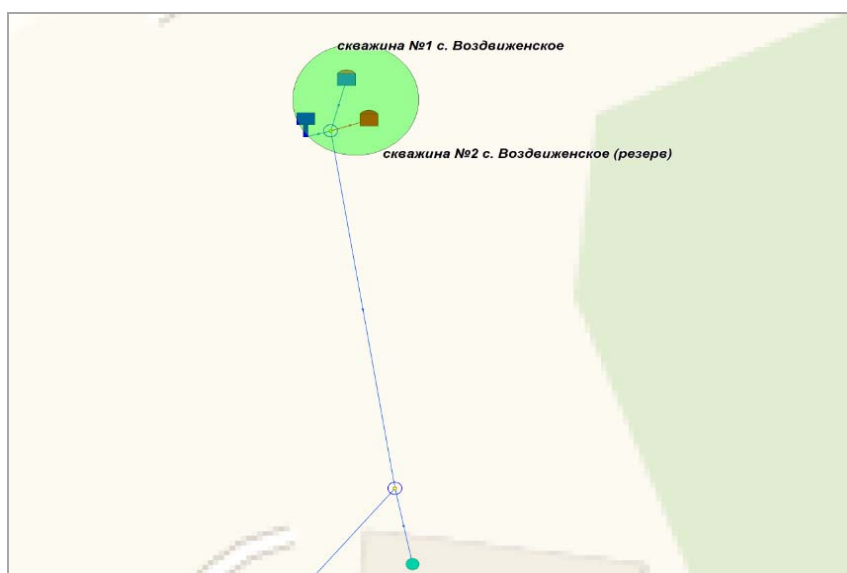 скважина №1 с. Воздвиженское
скважина №2 с. Воздвиженское (резерв)